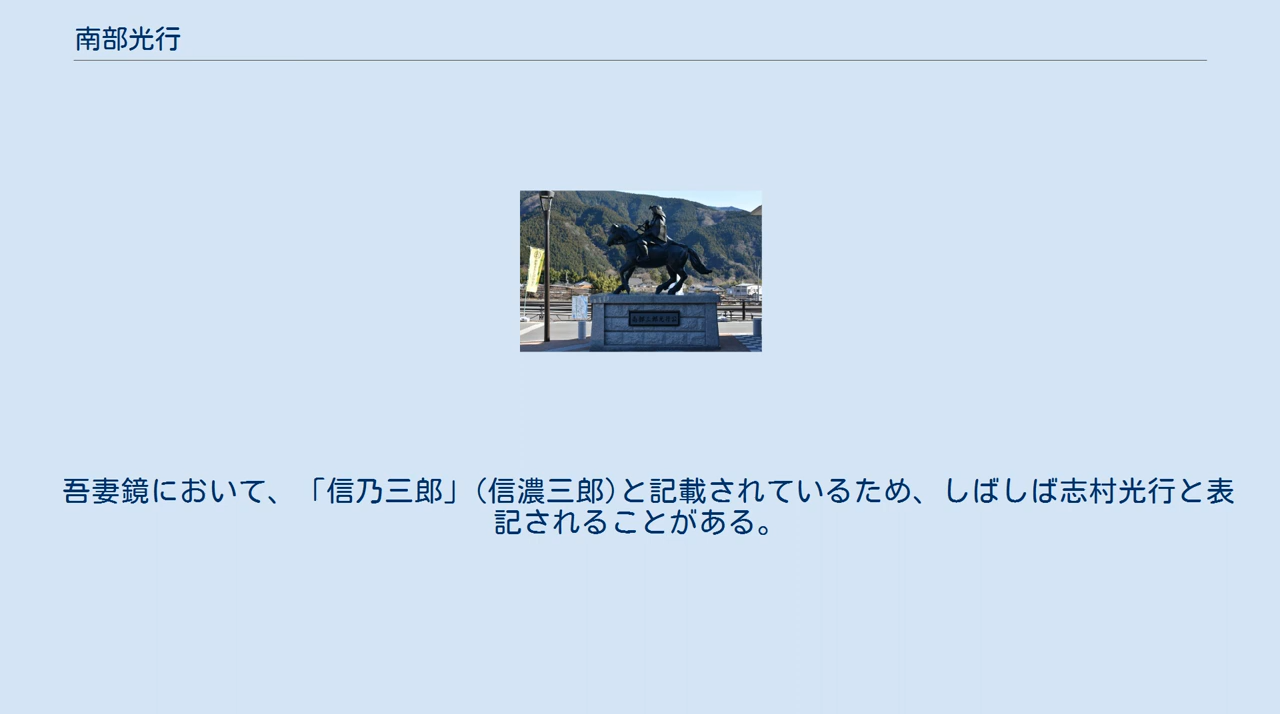 南部光行
吾妻鏡において、「信乃三郎」(信濃三郎)と記載されているため、しばしば志村光行と表
記されることがある。